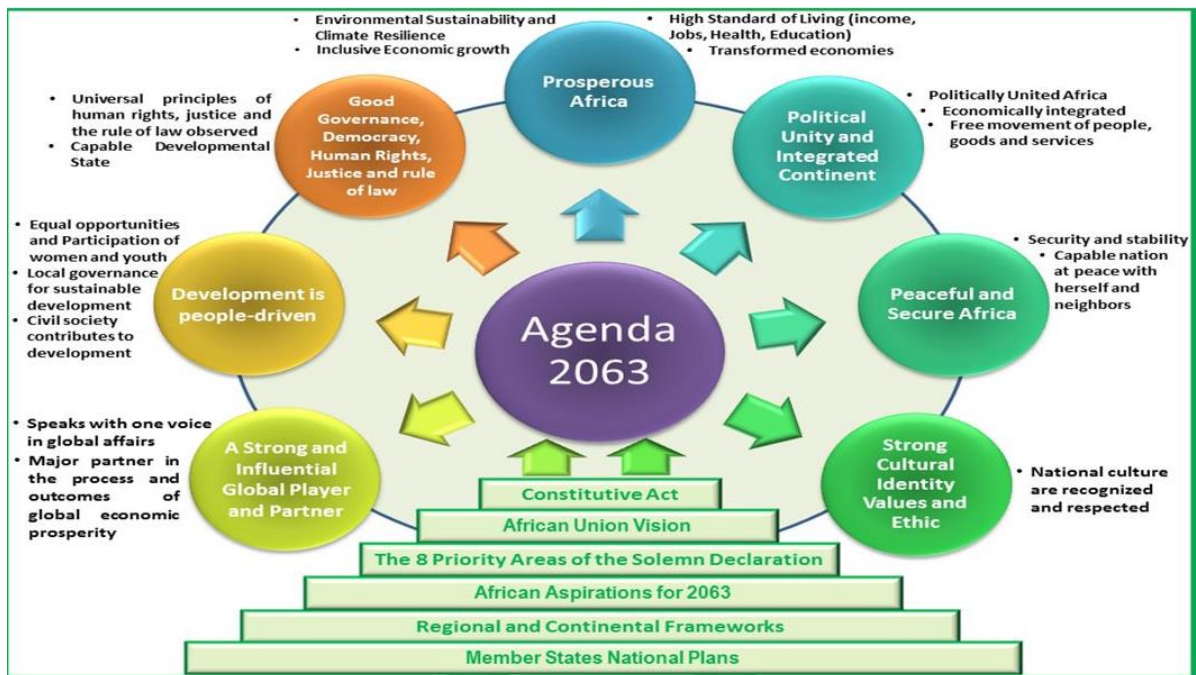 • Environmental Sustainability and
Climate Resilience
• Inclusive Economic growth
• High Standard of Living (income,
Jobs, Health, Education)
• Transformed economies
Prosperous
Africa
• Universal principles of
human rights, justice and
the rule of law observed
• Capable Developmental
State
Good
Governance,
Democracy,
Human Rights,
Justice and rule
of law
Political
Unity and
Integrated
Continent
• Politically United Africa
• Economically integrated
• Free movement of people,
goods and services
• Equal opportunities
and Participation of
women and youth
• Local governance
for sustainable
development
• Civil society
contributes to
development
Development is
people-driven
Agenda
2063
Peaceful and
Secure Africa
• Security and stability
• Capable nation
at peace with
herself and
neighbors
• Speaks with one voice
in global affairs
• Major partner in
the process and
outcomes of
global economic
prosperity
A Strong and
Influential
Global Player
and Partner
Strong
Cultural
Identity
Values and
Ethic
• National culture
are recognized
and respected
Constitutive Act
African Union Vision
The 8 Priority Areas of the Solemn Declaration
African Aspirations for 2063
Regional and Continental Frameworks
Member States National Plans